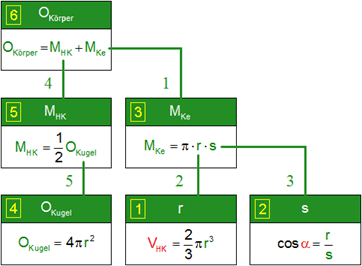 6 O_Körper
O_Körper = M_HK + M_Ke
4 1
5 M_HK
M_HK = 1/2 O_Kugel
3 M_Ke
M_Ke = π · r · s
5 2 3
4 O_Kugel
O_Kugel = 4πr²
1 r
V_HK = 2/3 πr³
2 s
cos α = r/s